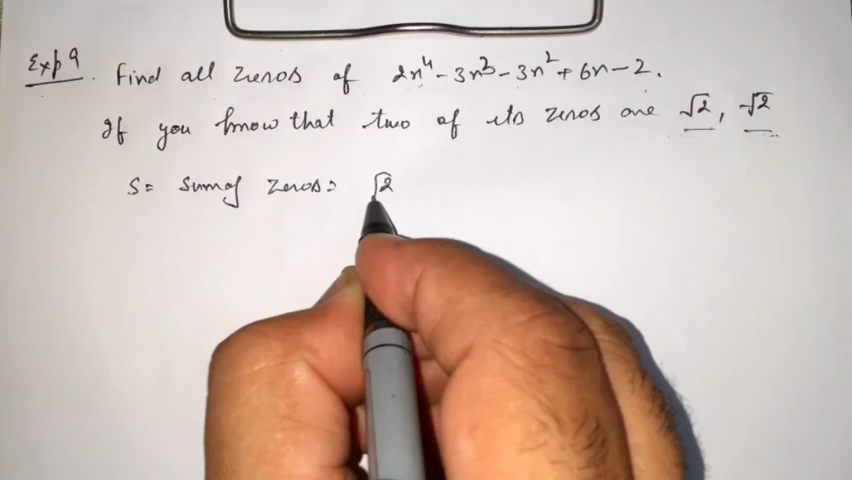 Exp 9. Find all zeros of 2x⁴-3x³-3x²+6x-2.
If you know that two of its zeros are √2, -√2
S= Sum of zeros= √2